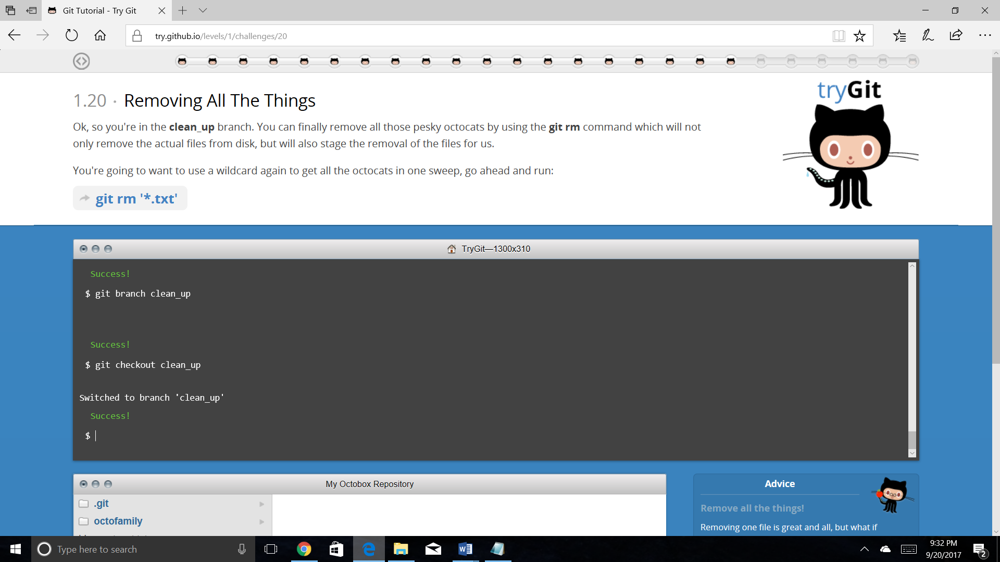 Git Tutorial - Try Git
try.github.io/levels/1/challenges/20
tryGit
1.20 · Removing All The Things
Ok, so you're in the clean_up branch. You can finally remove all those pesky octocats by using the git rm command which will not
only remove the actual files from disk, but will also stage the removal of the files for us.
You're going to want to use a wildcard again to get all the octocats in one sweep, go ahead and run:
git rm '*.txt'
TryGit—1300x310
Success!
$ git branch clean_up
Success!
$ git checkout clean_up
Switched to branch 'clean_up'
Success!
$
My Octobox Repository
.git
octofamily
Advice
Remove all the things!
Removing one file is great and all, but what if
Type here to search
9:32 PM
9/20/2017
2